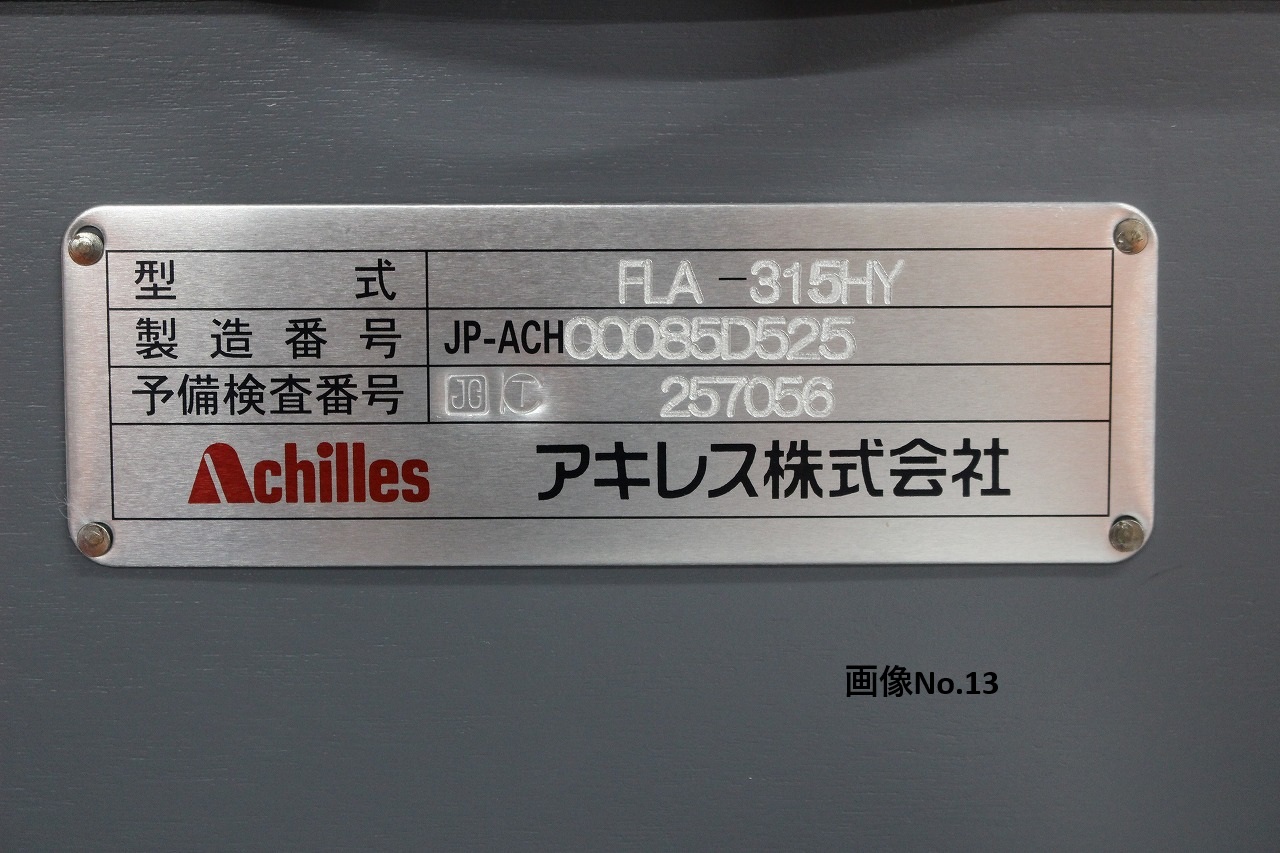 型式 FLA-315HY
製造番号 JP-ACH00085D525
予備検査番号 JG T 257056
Achilles アキレス株式会社
画像No.13